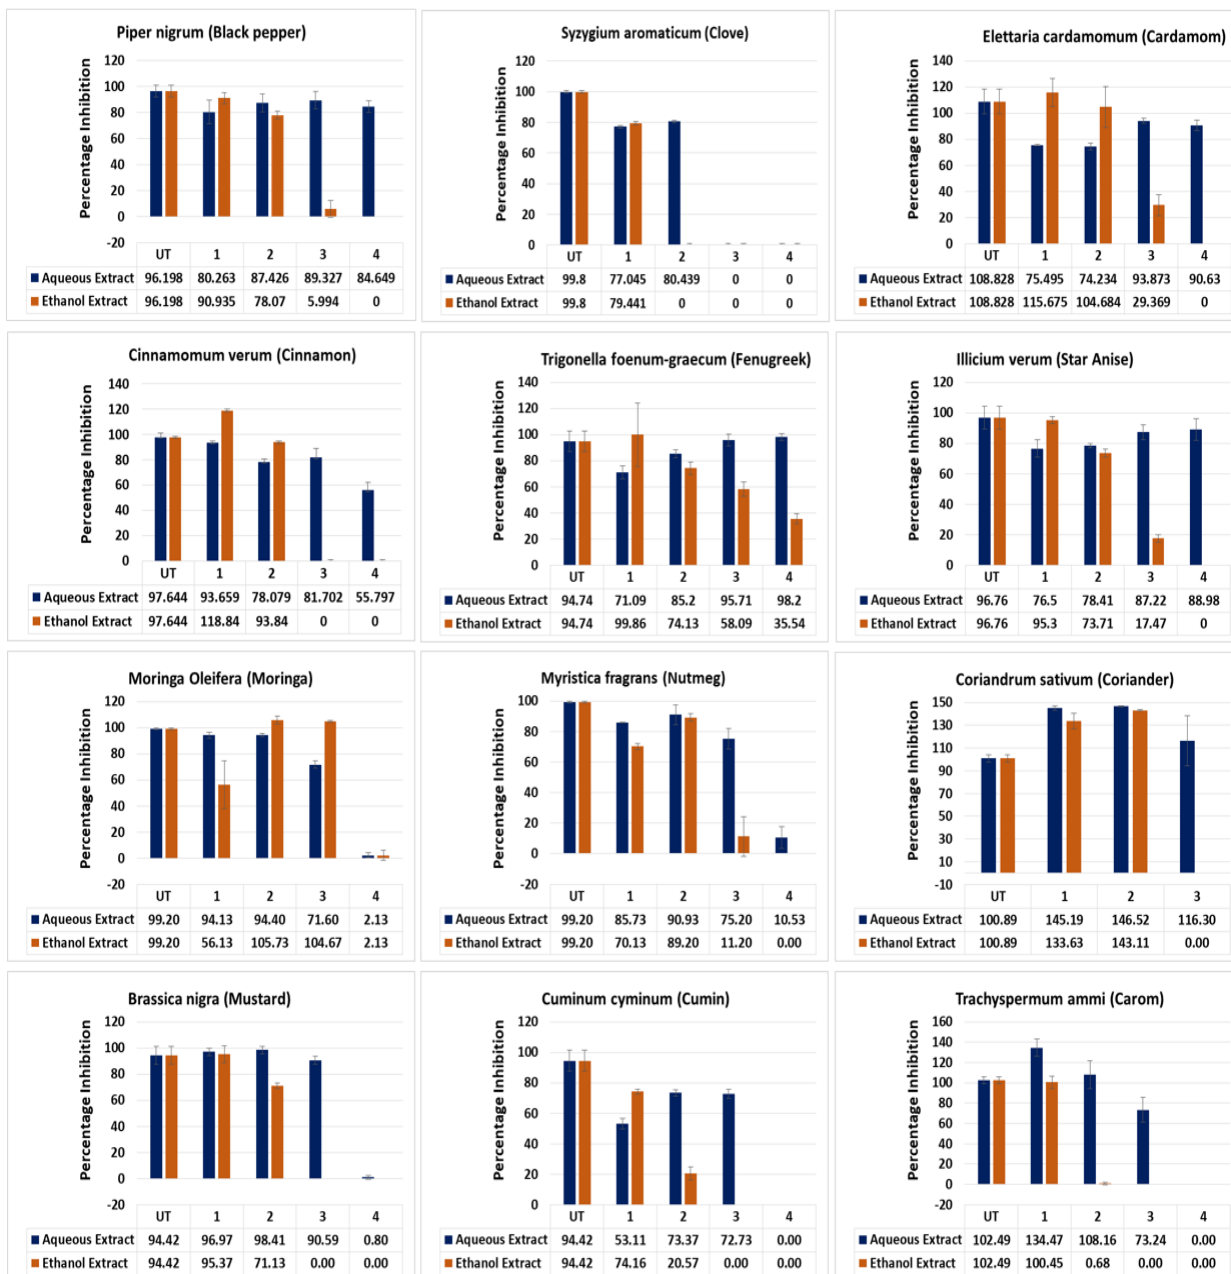 Piper nigrum (Black pepper)
Percentage Inhibition
120
100
80
60
40
20
0
-20
UT 1 2 3 4
Aqueous Extract 96.198 80.263 87.426 89.327 84.649
Ethanol Extract 96.198 90.935 78.07 5.994 0
Syzygium aromaticum (Clove)
Percentage Inhibition
120
100
80
60
40
20
0
UT 1 2 3 4
Aqueous Extract 99.8 77.045 80.439 0 0
Ethanol Extract 99.8 79.441 0 0 0
Elettaria cardamomum (Cardamom)
Percentage Inhibition
140
120
100
80
60
40
20
0
UT 1 2 3 4
Aqueous Extract 108.828 75.495 74.234 93.873 90.63
Ethanol Extract 108.828 115.675 104.684 29.369 0
Cinnamomum verum (Cinnamon)
Percentage Inhibition
140
120
100
80
60
40
20
0
UT 1 2 3 4
Aqueous Extract 97.644 93.659 78.079 81.702 55.797
Ethanol Extract 97.644 118.84 93.84 0 0
Trigonella foenum-graecum (Fenugreek)
Percentage Inhibition
140
120
100
80
60
40
20
0
UT 1 2 3 4
Aqueous Extract 94.74 71.09 85.2 95.71 98.2
Ethanol Extract 94.74 99.86 74.13 58.09 35.54
Illicium verum (Star Anise)
Percentage Inhibition
120
100
80
60
40
20
0
UT 1 2 3 4
Aqueous Extract 96.76 76.5 78.41 87.22 88.98
Ethanol Extract 96.76 95.3 73.71 17.47 0
Moringa Oleifera (Moringa)
Percentage Inhibition
120
100
80
60
40
20
0
-20
UT 1 2 3 4
Aqueous Extract 99.20 94.13 94.40 71.60 2.13
Ethanol Extract 99.20 56.13 105.73 104.67 2.13
Myristica fragrans (Nutmeg)
Percentage Inhibition
100
80
60
40
20
0
-20
UT 1 2 3 4
Aqueous Extract 99.20 85.73 90.93 75.20 10.53
Ethanol Extract 99.20 70.13 89.20 11.20 0.00
Coriandrum sativum (Coriander)
Percentage Inhibition
150
130
110
90
70
50
30
10
-10
UT 1 2 3
Aqueous Extract 100.89 145.19 146.52 116.30
Ethanol Extract 100.89 133.63 143.11 0.00
Brassica nigra (Mustard)
Percentage Inhibition
120
100
80
60
40
20
0
-20
UT 1 2 3 4
Aqueous Extract 94.42 96.97 98.41 90.59 0.80
Ethanol Extract 94.42 95.37 71.13 0.00 0.00
Cuminum cyminum (Cumin)
Percentage Inhibition
120
100
80
60
40
20
0
UT 1 2 3 4
Aqueous Extract 94.42 53.11 73.37 72.73 0.00
Ethanol Extract 94.42 74.16 20.57 0.00 0.00
Trachyspermum ammi (Carom)
Percentage Inhibition
160
140
120
100
80
60
40
20
0
-20
UT 1 2 3 4
Aqueous Extract 102.49 134.47 108.16 73.24 0.00
Ethanol Extract 102.49 100.45 0.68 0.00 0.00